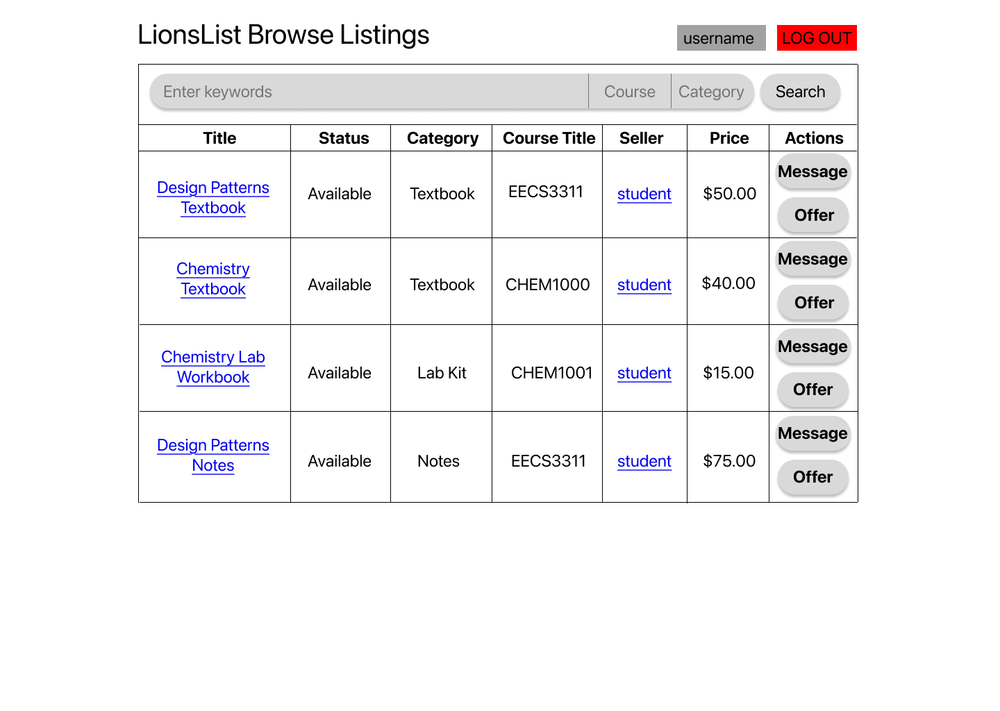 LionsList Browse Listings
username
LOG OUT
Enter keywords
Course
Category
Search
Title
Status
Category
Course Title
Seller
Price
Actions
Design Patterns
Textbook
Available
Textbook
EECS3311
student
$50.00
Message
Offer
Chemistry
Textbook
Available
Textbook
CHEM1000
student
$40.00
Message
Offer
Chemistry Lab
Workbook
Available
Lab Kit
CHEM1001
student
$15.00
Message
Offer
Design Patterns
Notes
Available
Notes
EECS3311
student
$75.00
Message
Offer